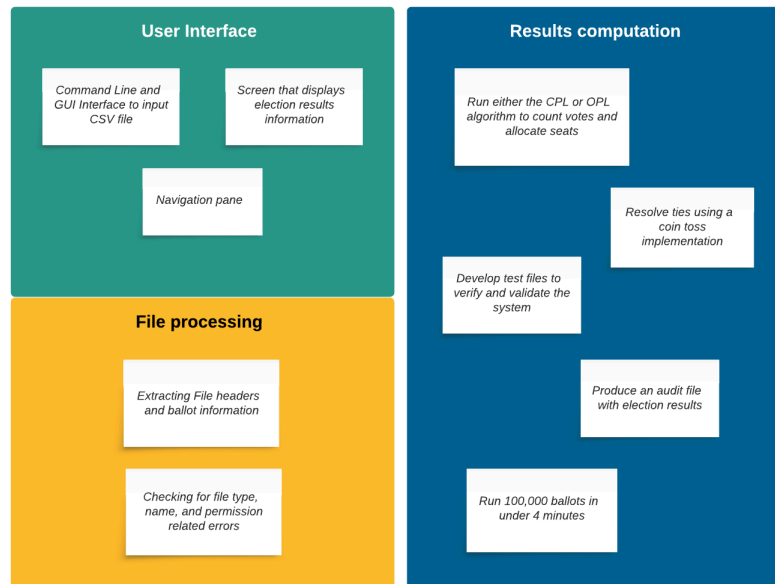 User Interface
Command Line and
GUI Interface to input
CSV file
Screen that displays
election results
information
Navigation pane
File processing
Extracting File headers
and ballot information
Checking for file type,
name, and permission
related errors
Results computation
Run either the CPL or OPL
algorithm to count votes and
allocate seats
Resolve ties using a
coin toss
implementation
Develop test files to
verify and validate the
system
Produce an audit file
with election results
Run 100,000 ballots in
under 4 minutes